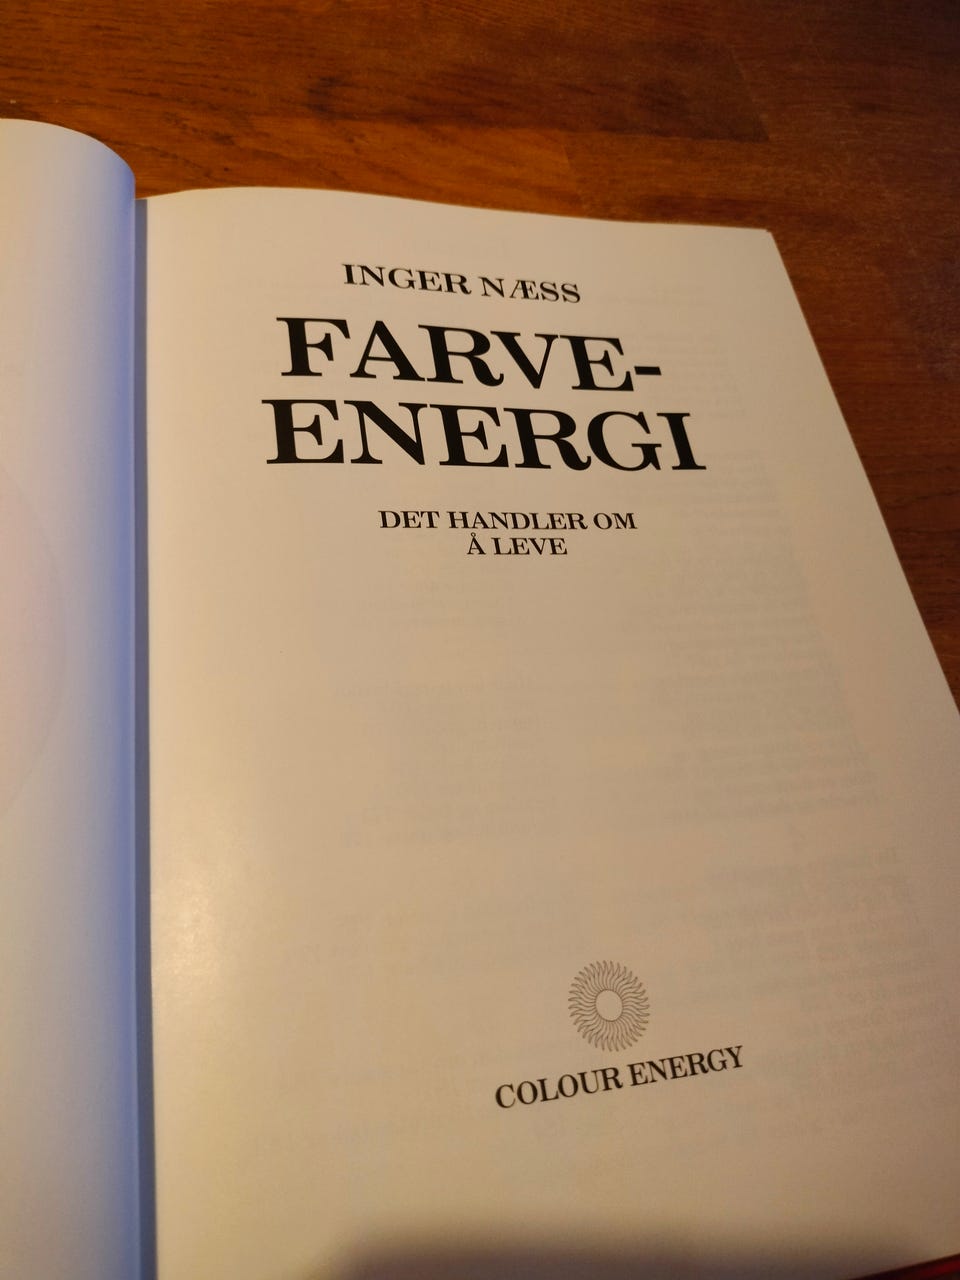 INGER NÆSS
FARVE-
ENERGI
DET HANDLER OM
Å LEVE
COLOUR ENERGY